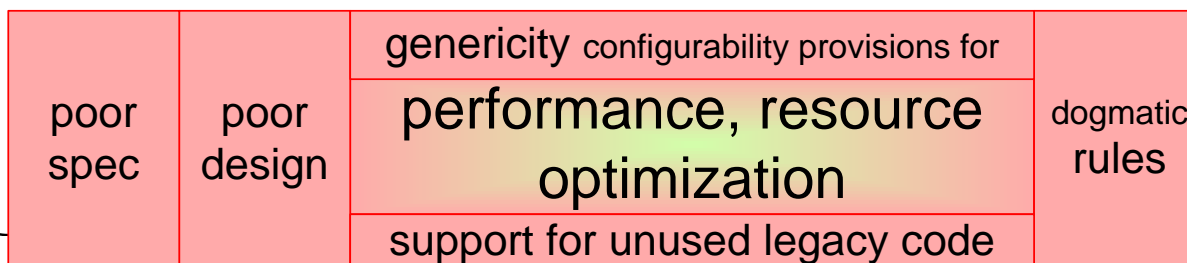 poor
spec
poor
design
genericity configurability provisions for
performance, resource
optimization
support for unused legacy code
dogmatic
rules